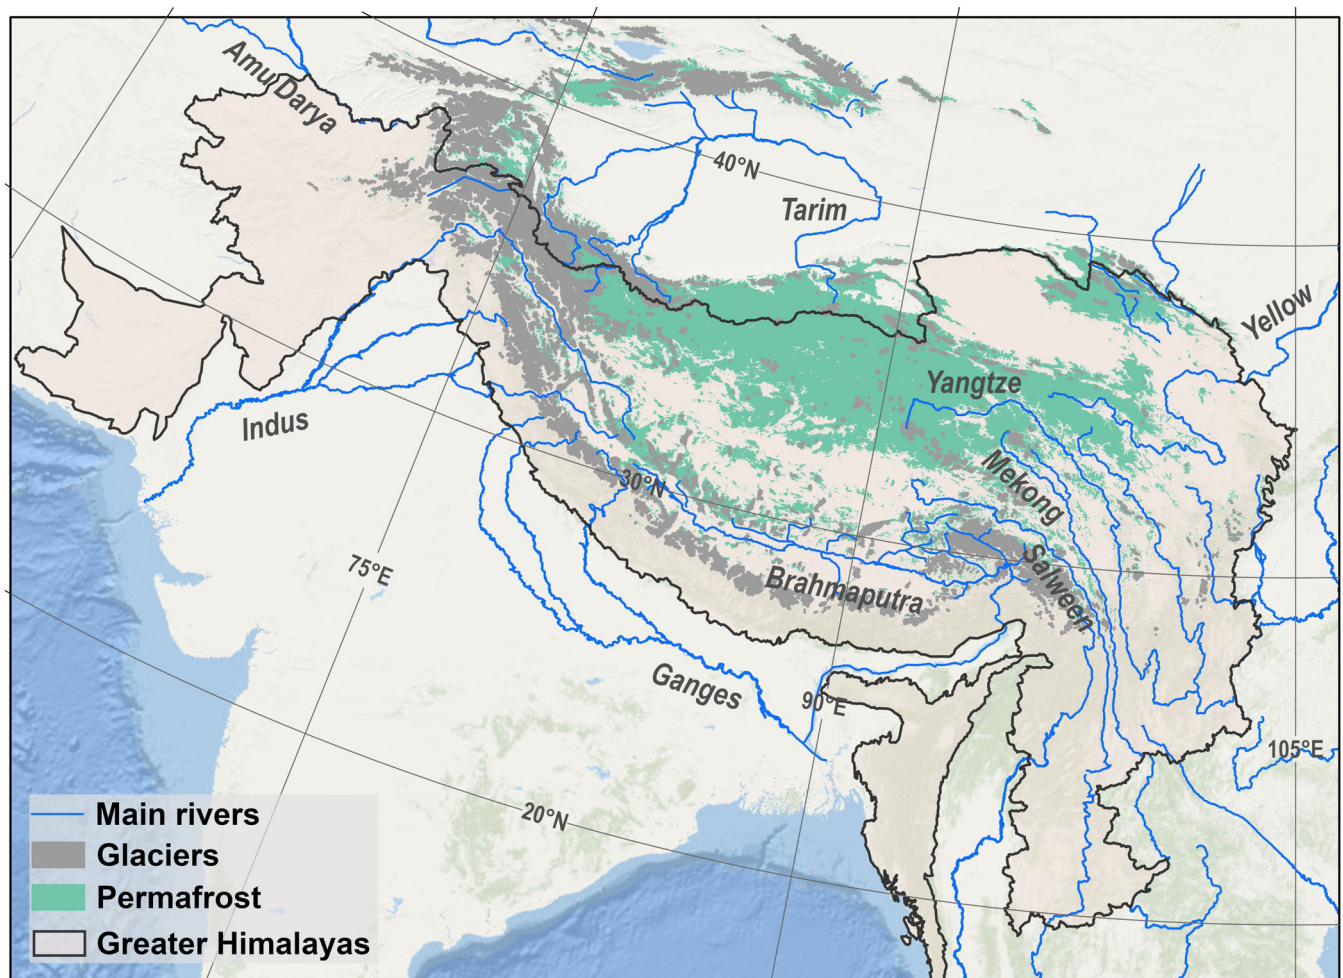 Amu Darya
40°N
Tarim
Yellow
Yangtze
Indus
Mekong
30°N
Salween
75°E
Brahmaputra
Ganges
90°E
105°E
20°N
Main rivers
Glaciers
Permafrost
Greater Himalayas